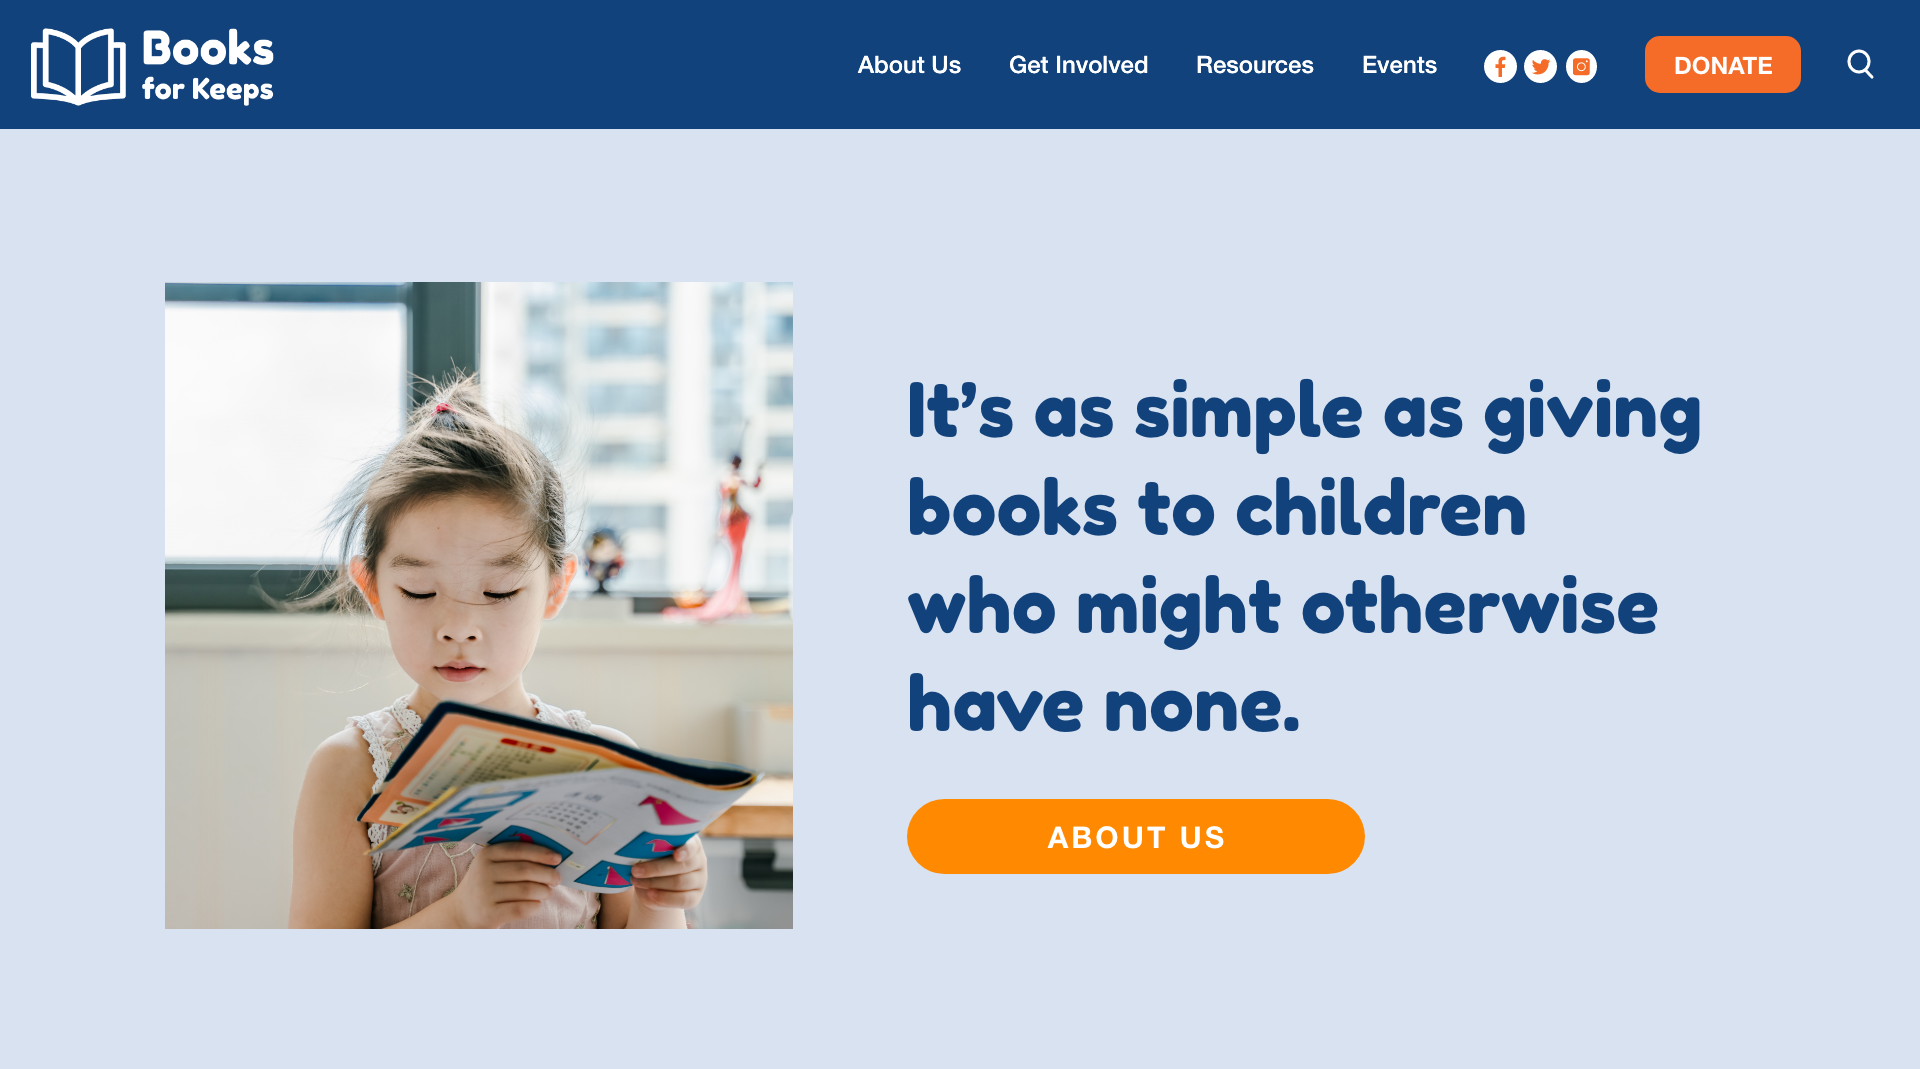 Books
for Keeps
About Us
Get Involved
Resources
Events
DONATE
It’s as simple as giving
books to children
who might otherwise
have none.
ABOUT US